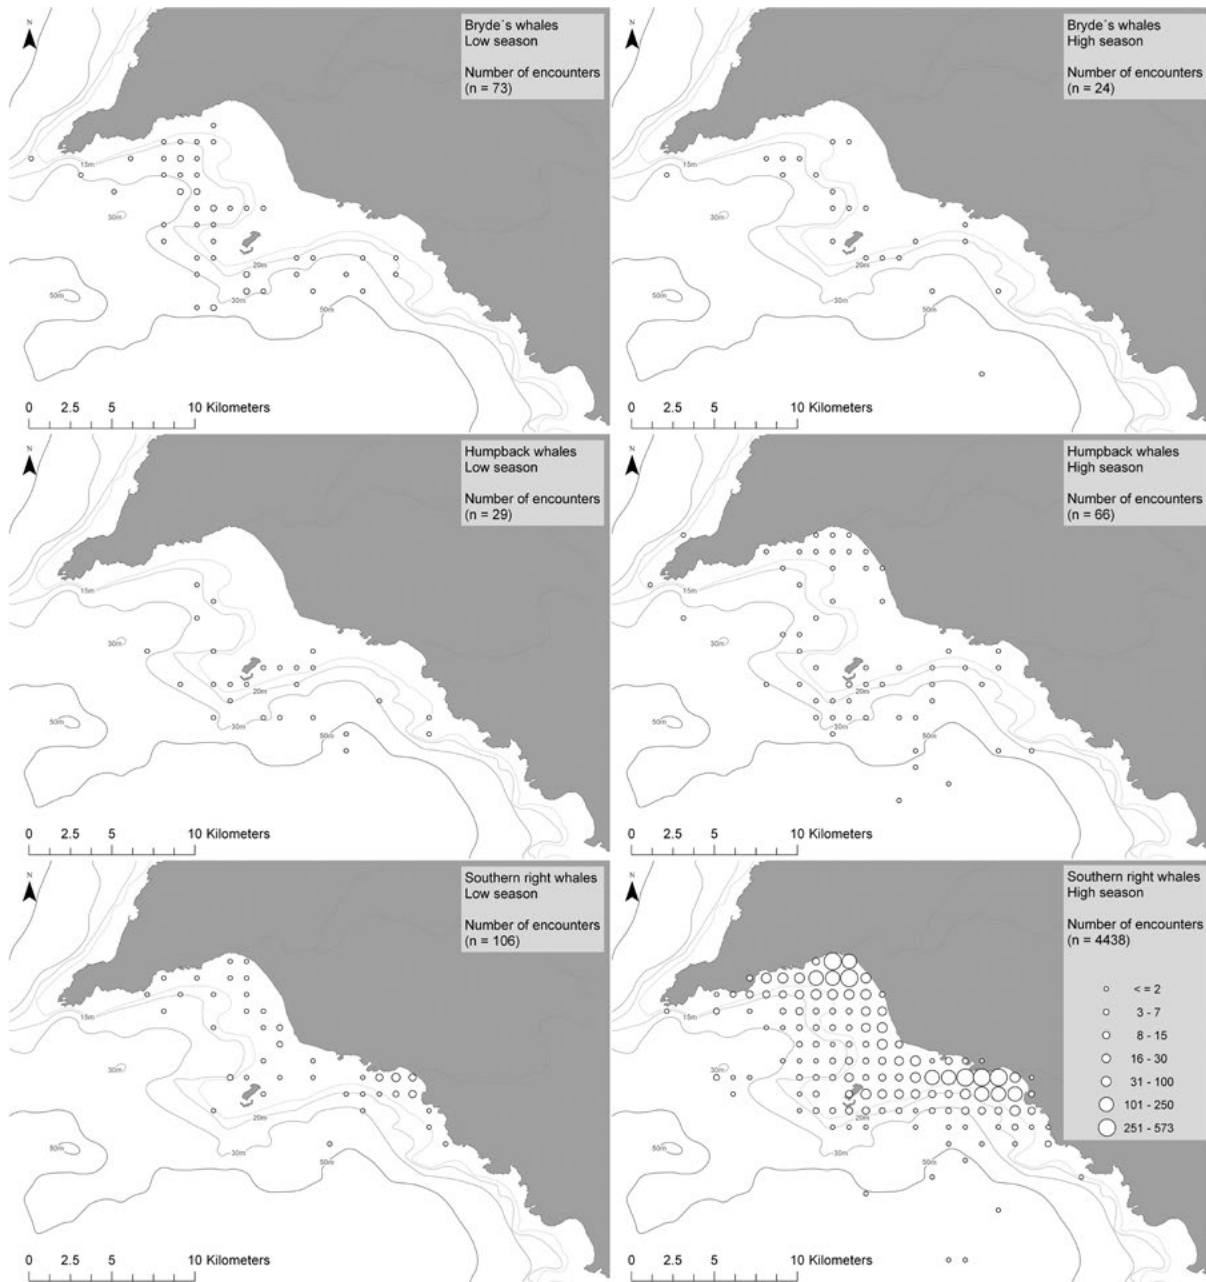 N
Bryde´s whales
Low season
Number of encounters
(n = 73)
15m
30m
20m
30m
50m
50m
0 2.5 5 10 Kilometers
N
Bryde´s whales
High season
Number of encounters
(n = 24)
15m
30m
20m
30m
50m
50m
0 2.5 5 10 Kilometers
N
Humpback whales
Low season
Number of encounters
(n = 29)
15m
30m
20m
50m
30m
50m
0 2.5 5 10 Kilometers
N
Humpback whales
High season
Number of encounters
(n = 66)
15m
30m
20m
50m
30m
50m
0 2.5 5 10 Kilometers
N
Southern right whales
Low season
Number of encounters
(n = 106)
15m
30m
20m
50m
30m
50m
0 2.5 5 10 Kilometers
N
Southern right whales
High season
Number of encounters
(n = 4438)
< = 2
3 - 7
8 - 15
16 - 30
31 - 100
101 - 250
251 - 573
15m
30m
20m
50m
30m
50m
0 2.5 5 10 Kilometers